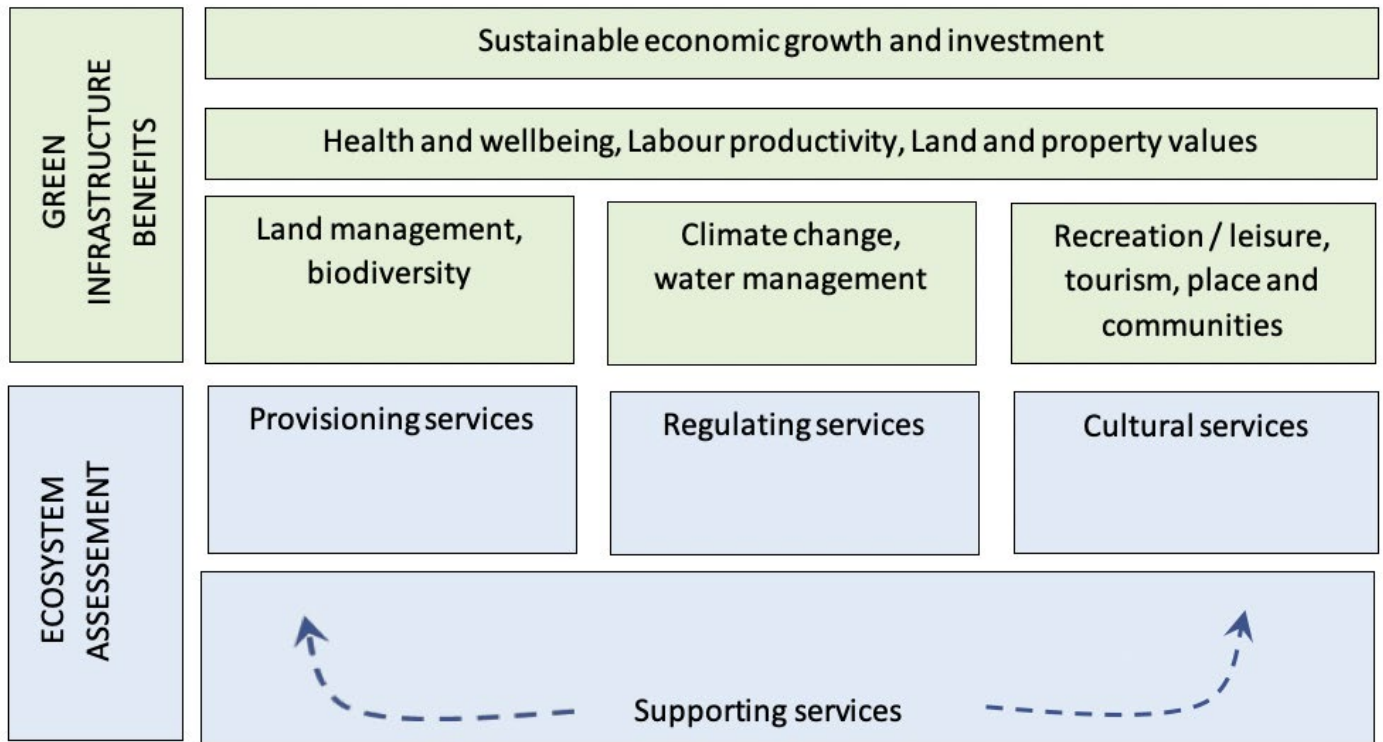 GREEN
INFRASTRUCTURE
BENEFITS
Sustainable economic growth and investment
Health and wellbeing, Labour productivity, Land and property values
Land management,
biodiversity
Climate change,
water management
Recreation / leisure,
tourism, place and
communities
ECOSYSTEM
ASSESSEMENT
Provisioning services
Regulating services
Cultural services
Supporting services